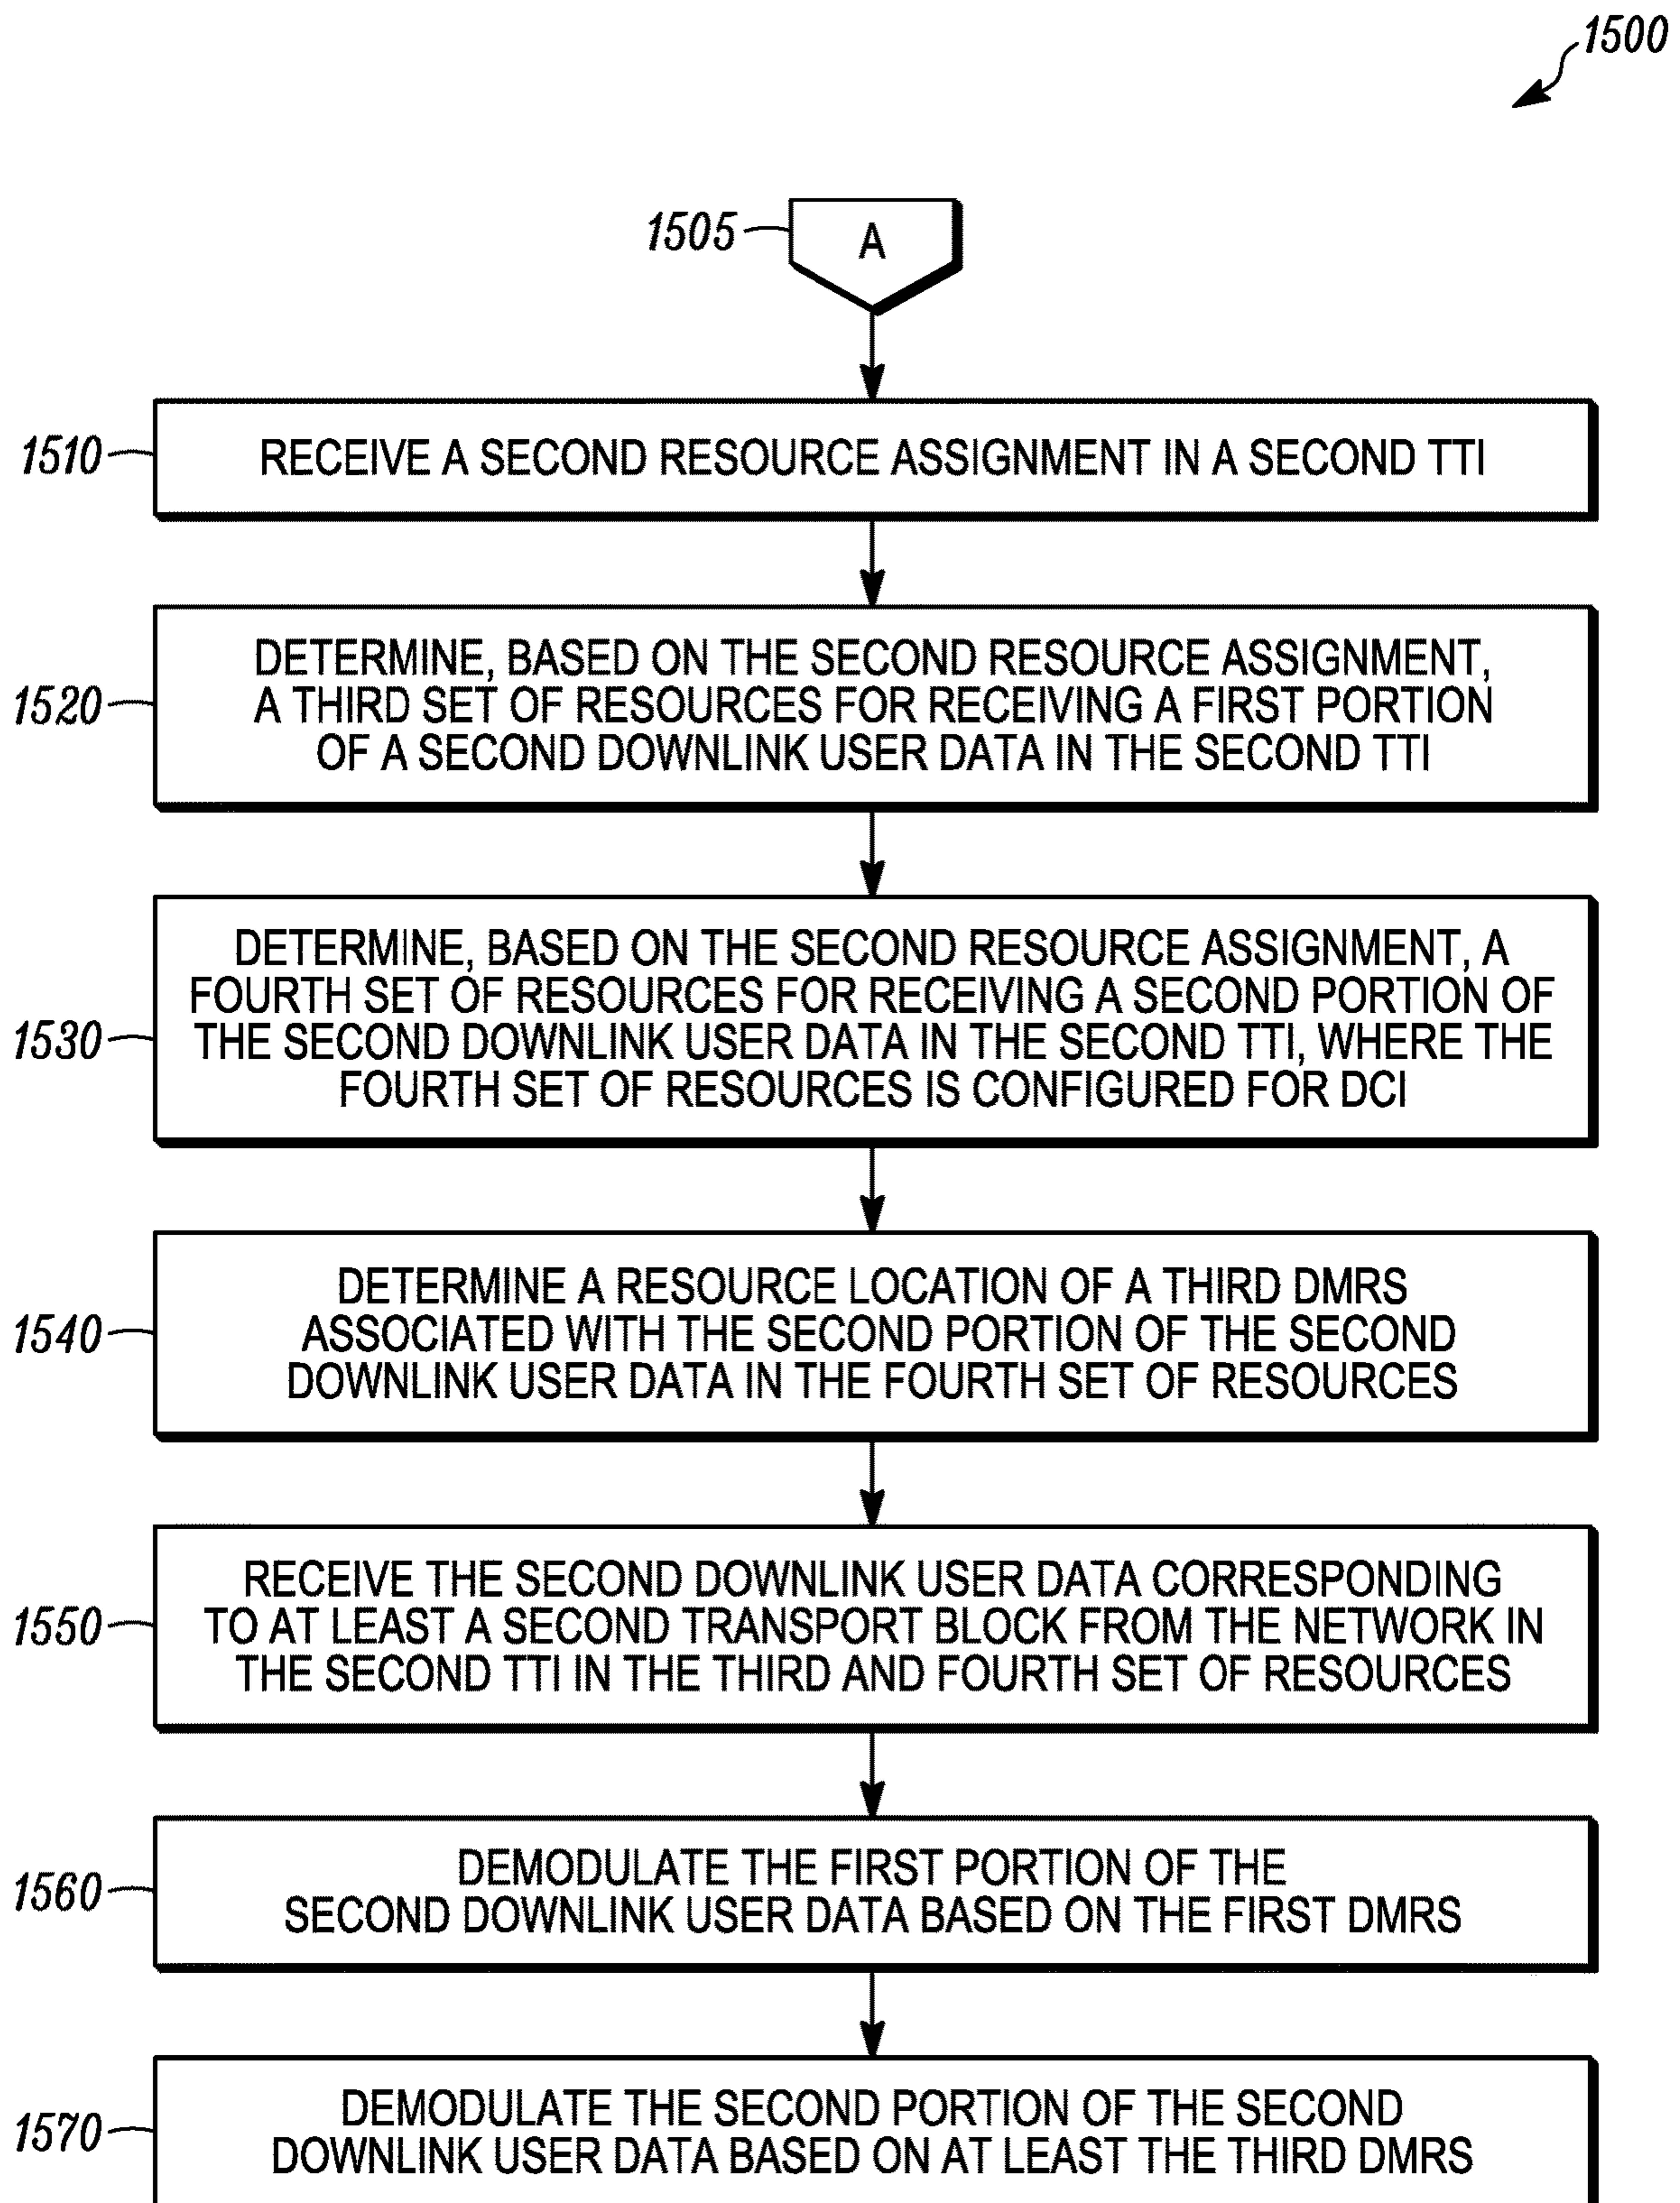 1500
1505
A
1510
RECEIVE A SECOND RESOURCE ASSIGNMENT IN A SECOND TTI
1520
DETERMINE, BASED ON THE SECOND RESOURCE ASSIGNMENT,
A THIRD SET OF RESOURCES FOR RECEIVING A FIRST PORTION
OF A SECOND DOWNLINK USER DATA IN THE SECOND TTI
1530
DETERMINE, BASED ON THE SECOND RESOURCE ASSIGNMENT, A
FOURTH SET OF RESOURCES FOR RECEIVING A SECOND PORTION OF
THE SECOND DOWNLINK USER DATA IN THE SECOND TTI, WHERE THE
FOURTH SET OF RESOURCES IS CONFIGURED FOR DCI
1540
DETERMINE A RESOURCE LOCATION OF A THIRD DMRS
ASSOCIATED WITH THE SECOND PORTION OF THE SECOND
DOWNLINK USER DATA IN THE FOURTH SET OF RESOURCES
1550
RECEIVE THE SECOND DOWNLINK USER DATA CORRESPONDING
TO AT LEAST A SECOND TRANSPORT BLOCK FROM THE NETWORK IN
THE SECOND TTI IN THE THIRD AND FOURTH SET OF RESOURCES
1560
DEMODULATE THE FIRST PORTION OF THE
SECOND DOWNLINK USER DATA BASED ON THE FIRST DMRS
1570
DEMODULATE THE SECOND PORTION OF THE SECOND
DOWNLINK USER DATA BASED ON AT LEAST THE THIRD DMRS